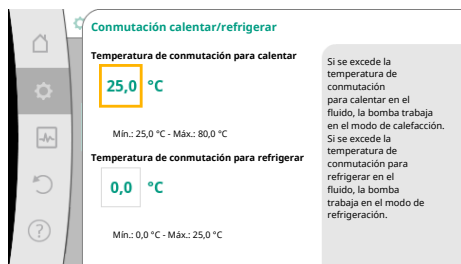 Conmutación calentar/refrigerar
Temperatura de conmutación para calentar
25,0 °C
Mín.: 25,0 °C - Máx.: 80,0 °C
Temperatura de conmutación para refrigerar
0,0 °C
Mín.: 0,0 °C - Máx.: 25,0 °C
Si se excede la
temperatura de
conmutación
para calentar en el
fluido, la bomba trabaja
en el modo de calefacción.
Si se excede la
temperatura de
conmutación para
refrigerar en el
fluido, la bomba
trabaja en el modo de
refrigeración.